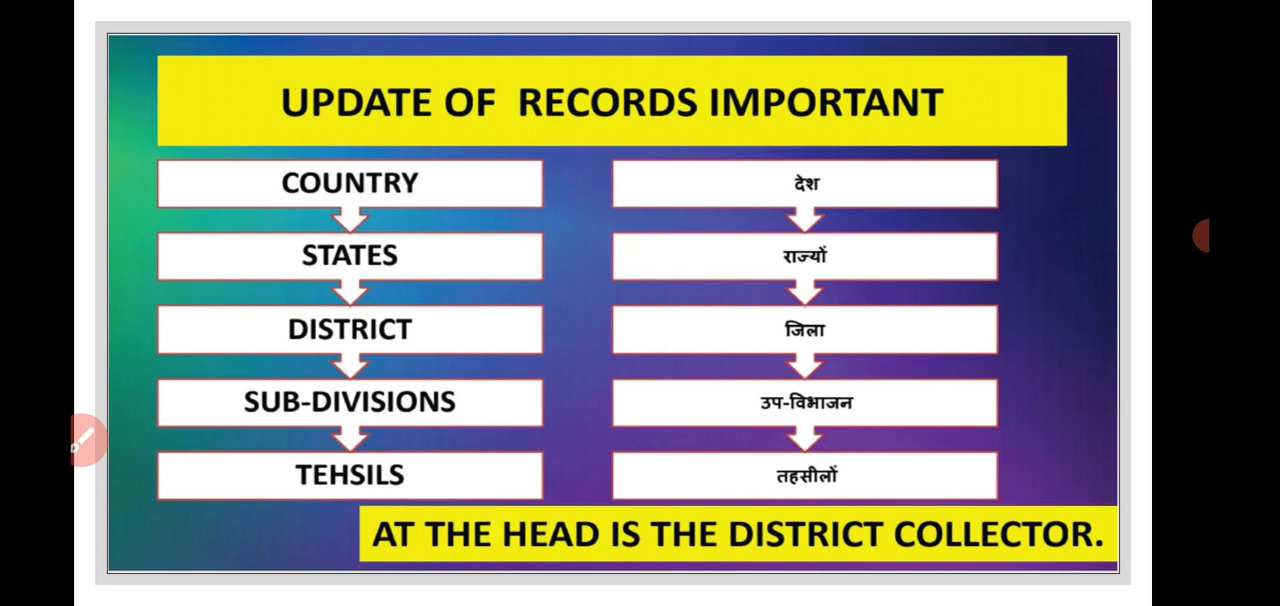 UPDATE OF RECORDS IMPORTANT
COUNTRY
STATES
DISTRICT
SUB-DIVISIONS
TEHSILS
देश
राज्यों
जिला
उप-विभाजन
तहसीलों
AT THE HEAD IS THE DISTRICT COLLECTOR.